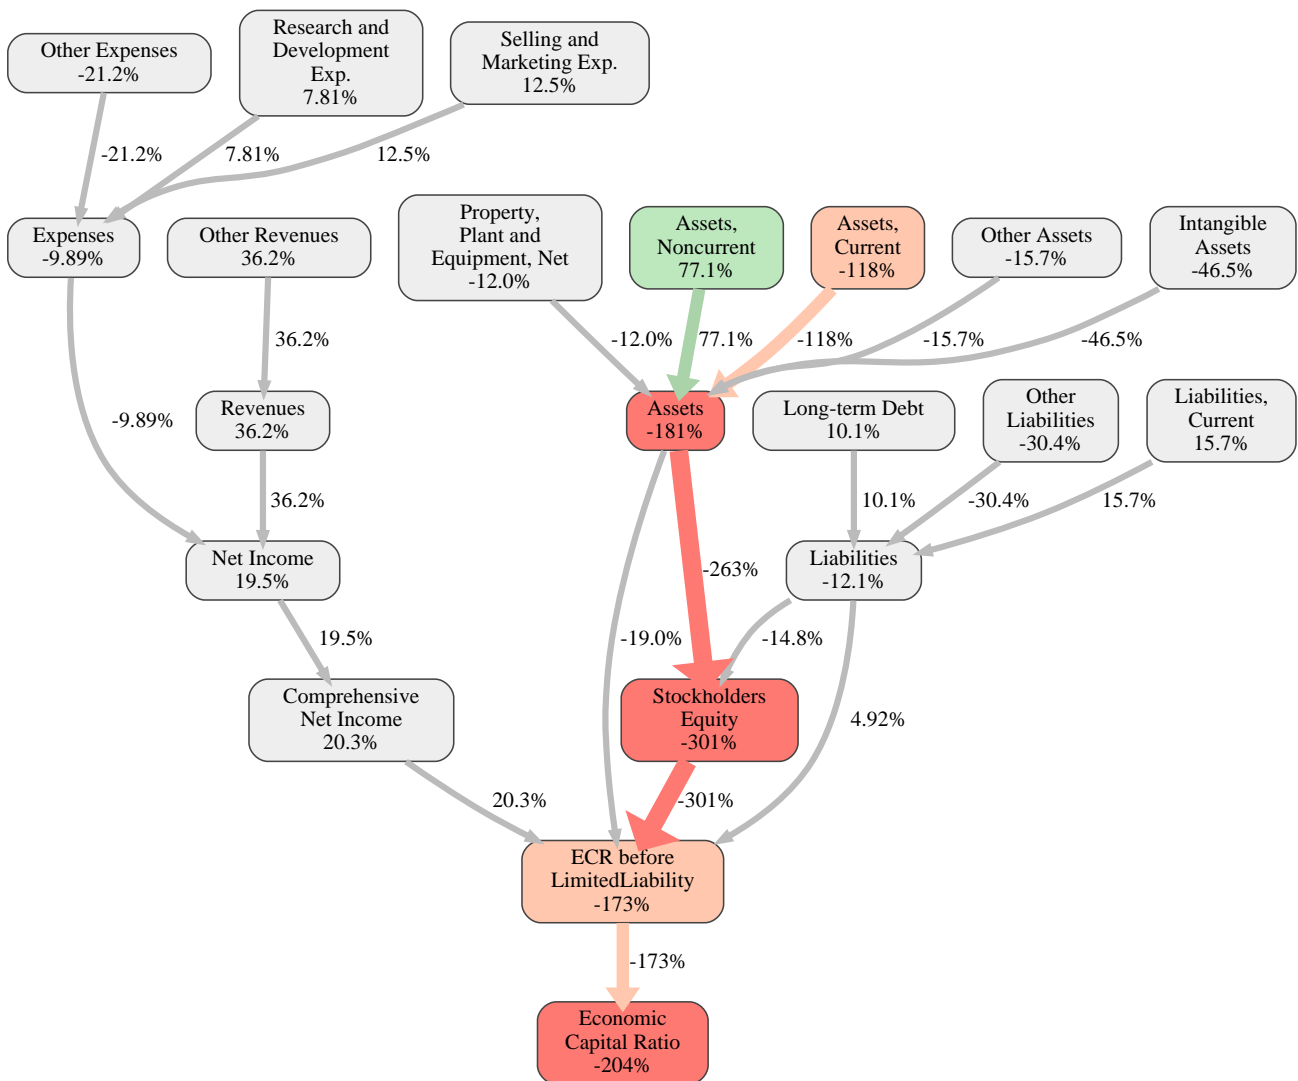 Other Expenses
-21.2%
Research and
Development
Exp.
7.81%
Selling and
Marketing Exp.
12.5%
-21.2%
7.81%
12.5%
Expenses
-9.89%
Other Revenues
36.2%
Property,
Plant and
Equipment, Net
-12.0%
Assets,
Noncurrent
77.1%
Assets,
Current
-118%
Other Assets
-15.7%
Intangible
Assets
-46.5%
36.2%
-12.0%
77.1%
-118%
-15.7%
-46.5%
-9.89%
Revenues
36.2%
Assets
-181%
Long-term Debt
10.1%
Other
Liabilities
-30.4%
Liabilities,
Current
15.7%
36.2%
10.1%
-30.4%
15.7%
Net Income
19.5%
-263%
Liabilities
-12.1%
19.5%
-19.0%
-14.8%
Comprehensive
Net Income
20.3%
Stockholders
Equity
-301%
4.92%
20.3%
-301%
ECR before
LimitedLiability
-173%
-173%
Economic
Capital Ratio
-204%